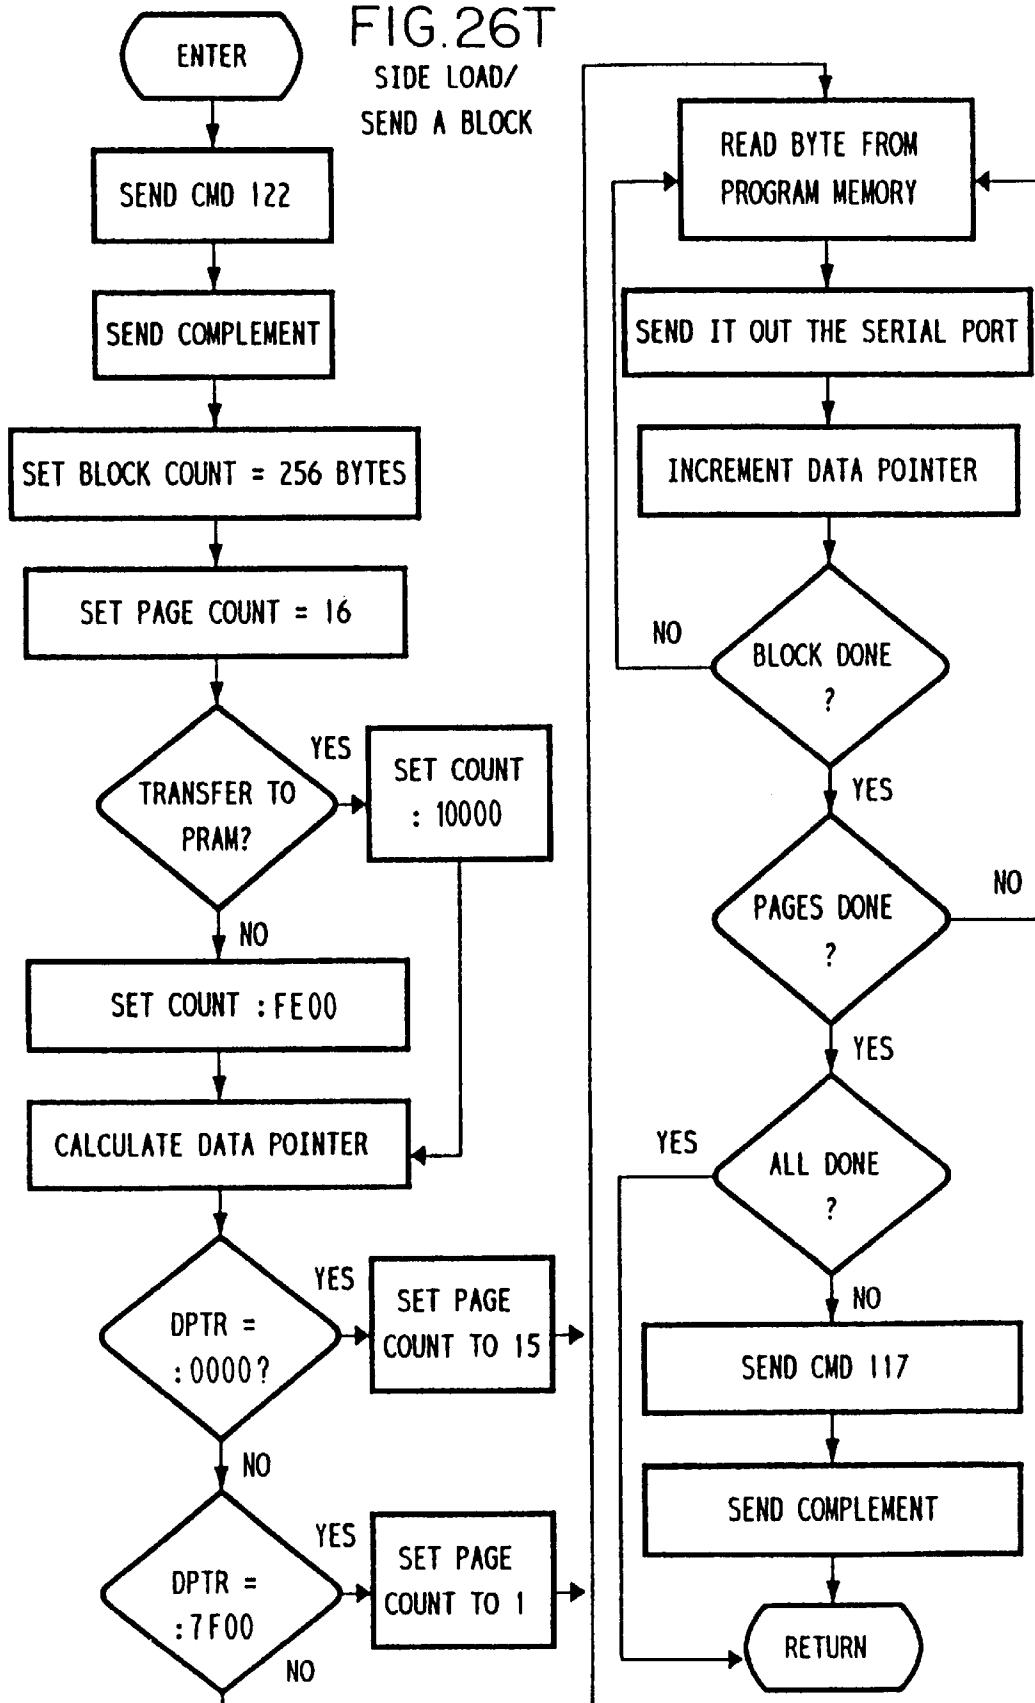 FIG.26T
SIDE LOAD/
SEND A BLOCK
ENTER
SEND CMD 122
SEND COMPLEMENT
SET BLOCK COUNT = 256 BYTES
SET PAGE COUNT = 16
TRANSFER TO
PRAM?
YES
SET COUNT
: 10000
NO
SET COUNT :FE00
CALCULATE DATA POINTER
DPTR =
:0000?
YES
SET PAGE
COUNT TO 15
NO
DPTR =
:7F00
YES
SET PAGE
COUNT TO 1
NO
READ BYTE FROM
PROGRAM MEMORY
SEND IT OUT THE SERIAL PORT
INCREMENT DATA POINTER
BLOCK DONE
?
NO
YES
PAGES DONE
?
NO
YES
ALL DONE
?
YES
NO
SEND CMD 117
SEND COMPLEMENT
RETURN